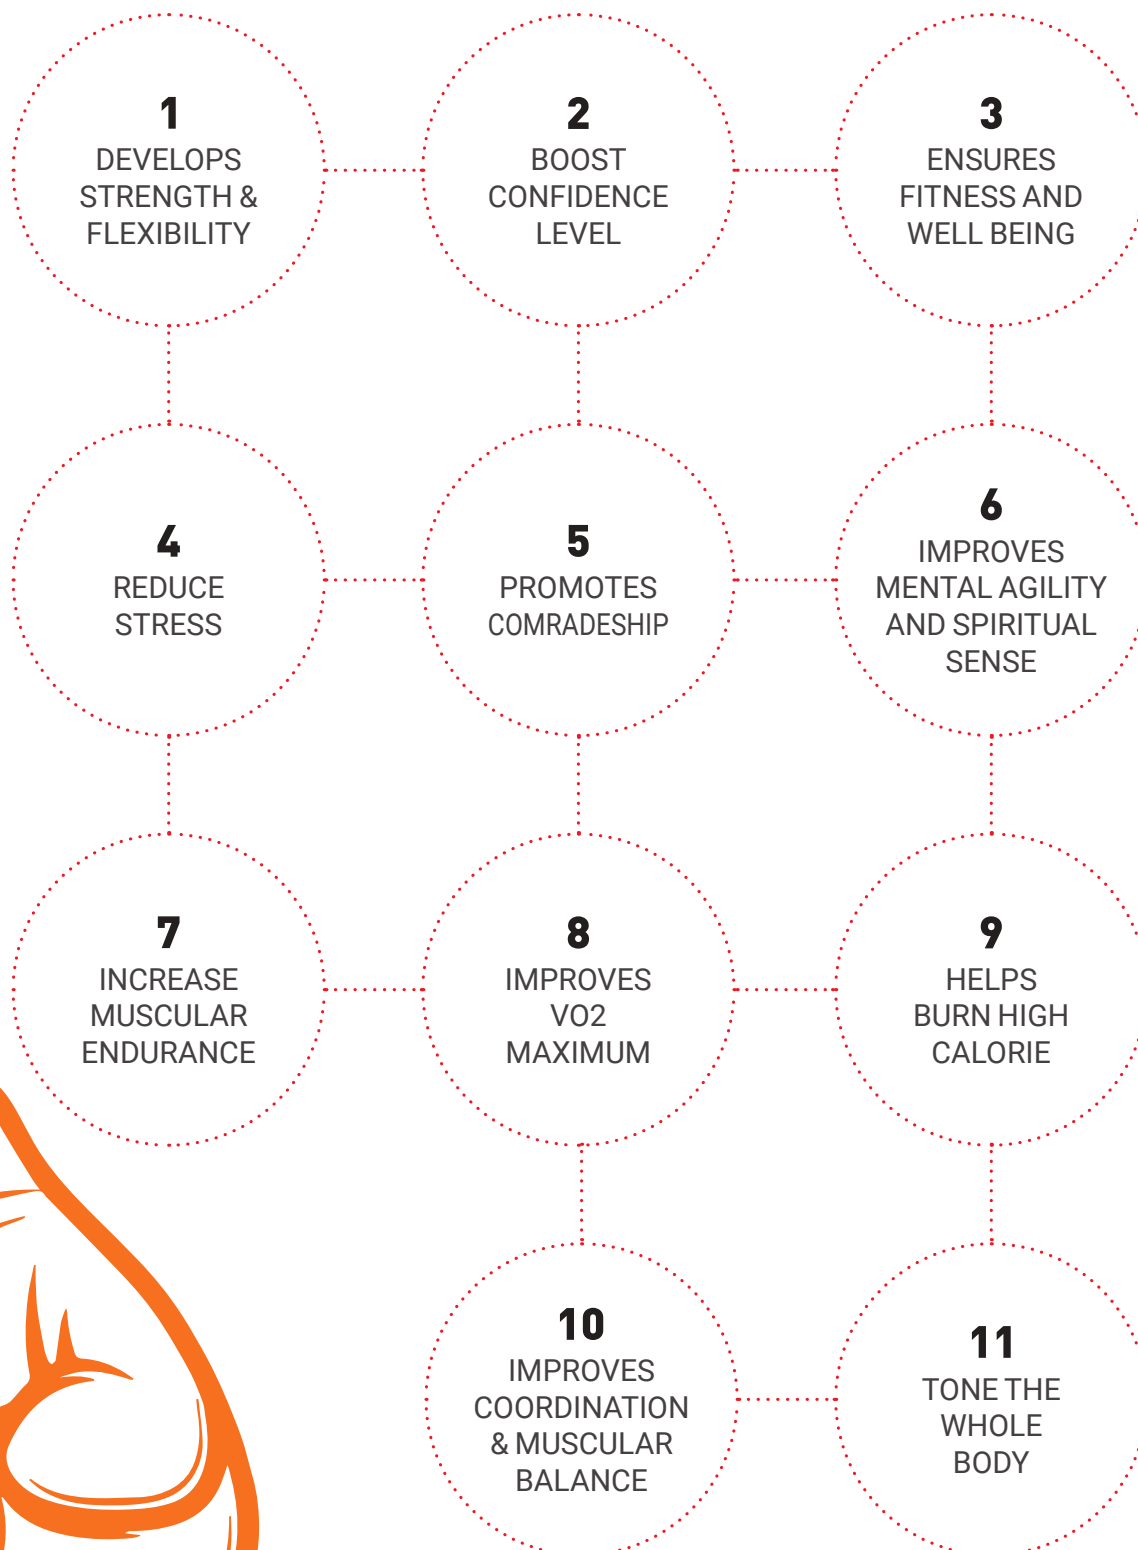 1
DEVELOPS
STRENGTH &
FLEXIBILITY
2
BOOST
CONFIDENCE
LEVEL
3
ENSURES
FITNESS AND
WELL BEING
4
REDUCE
STRESS
5
PROMOTES
COMRADESHIP
6
IMPROVES
MENTAL AGILITY
AND SPIRITUAL
SENSE
7
INCREASE
MUSCULAR
ENDURANCE
8
IMPROVES
VO2
MAXIMUM
9
HELPS
BURN HIGH
CALORIE
10
IMPROVES
COORDINATION
& MUSCULAR
BALANCE
11
TONE THE
WHOLE
BODY